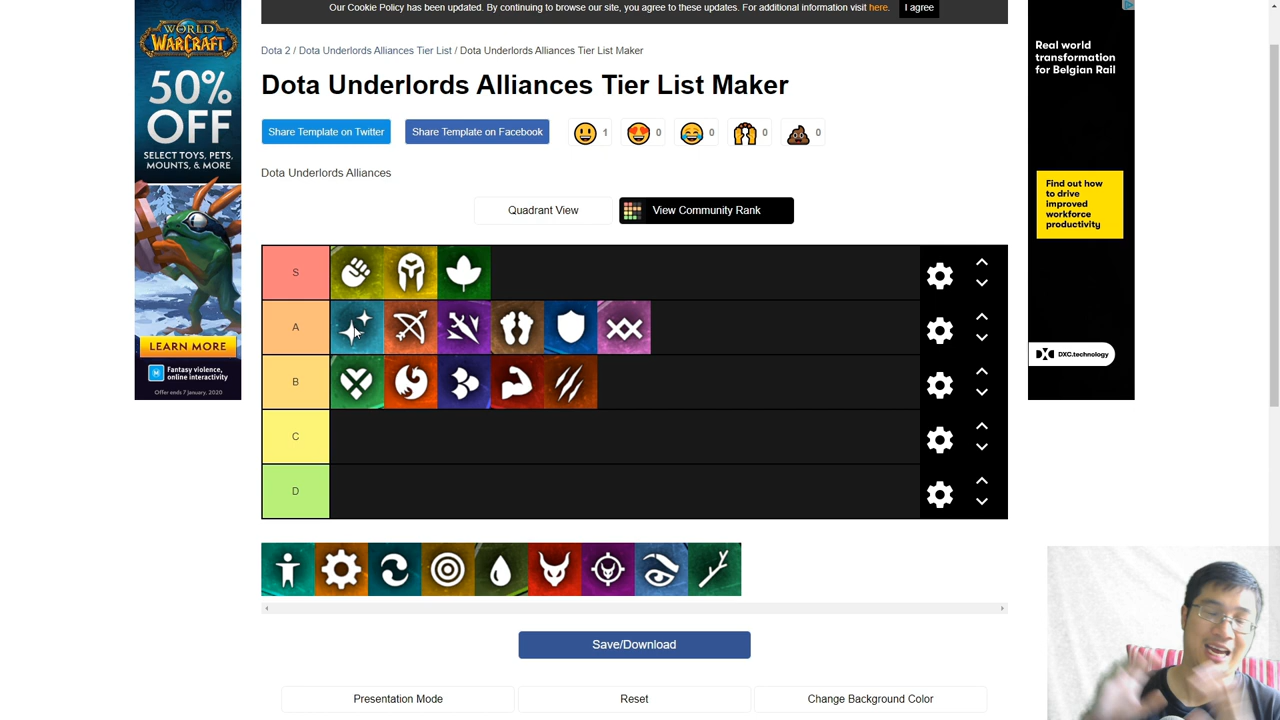 Our Cookie Policy has been updated. By continuing to browse our site, you agree to these updates. For additional information visit here.
I agree
Dota 2 / Dota Underlords Alliances Tier List / Dota Underlords Alliances Tier List Maker
Dota Underlords Alliances Tier List Maker
Share Template on Twitter
Share Template on Facebook
1
0
0
0
0
Dota Underlords Alliances
Quadrant View
View Community Rank
S
A
B
C
D
Save/Download
Presentation Mode
Reset
Change Background Color
WORLD
WARCRAFT
50%
OFF
SELECT TOYS, PETS,
MOUNTS, & MORE
LEARN MORE
Fantasy violence,
online interactivity
Offer ends 7 January, 2020
Real world
transformation
for Belgian Rail
Find out how
to drive
improved
workforce
productivity
DXC.technology